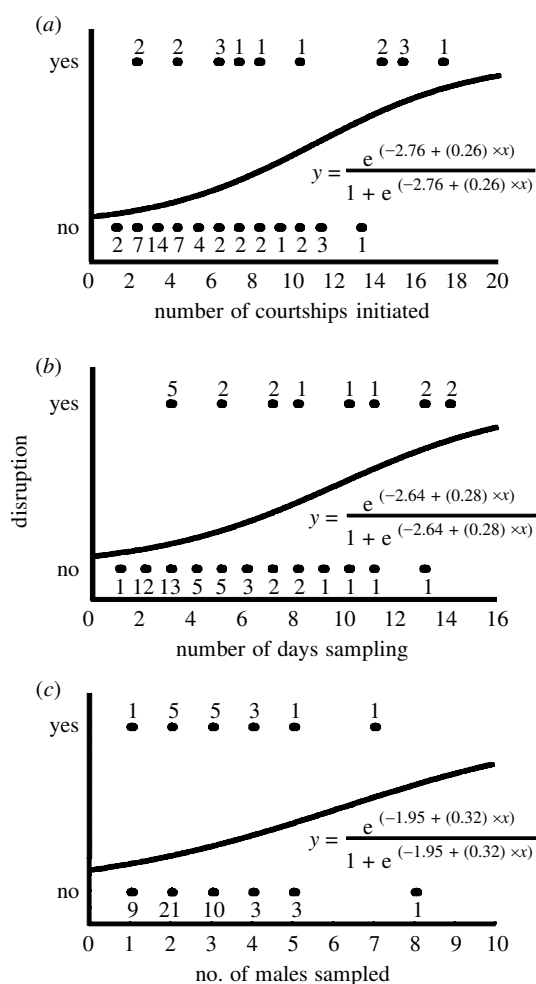 (a)
2 2 3 1 1 1 2 3 1
yes
y = e (−2.76 + (0.26) ×x)
1 + e (−2.76 + (0.26) ×x)
no
2 7 14 7 4 2 2 2 1 2 3 1
0 2 4 6 8 10 12 14 16 18 20
number of courtships initiated
(b)
5 2 2 1 1 1 2 2
yes
disruption
y = e (−2.64 + (0.28) ×x)
1 + e (−2.64 + (0.28) ×x)
no
1 12 13 5 5 3 2 2 1 1 1 1
0 2 4 6 8 10 12 14 16
number of days sampling
(c)
1 5 5 3 1 1
yes
y = e (−1.95 + (0.32) ×x)
1 + e (−1.95 + (0.32) ×x)
no
9 21 10 3 3 1
0 1 2 3 4 5 6 7 8 9 10
no. of males sampled